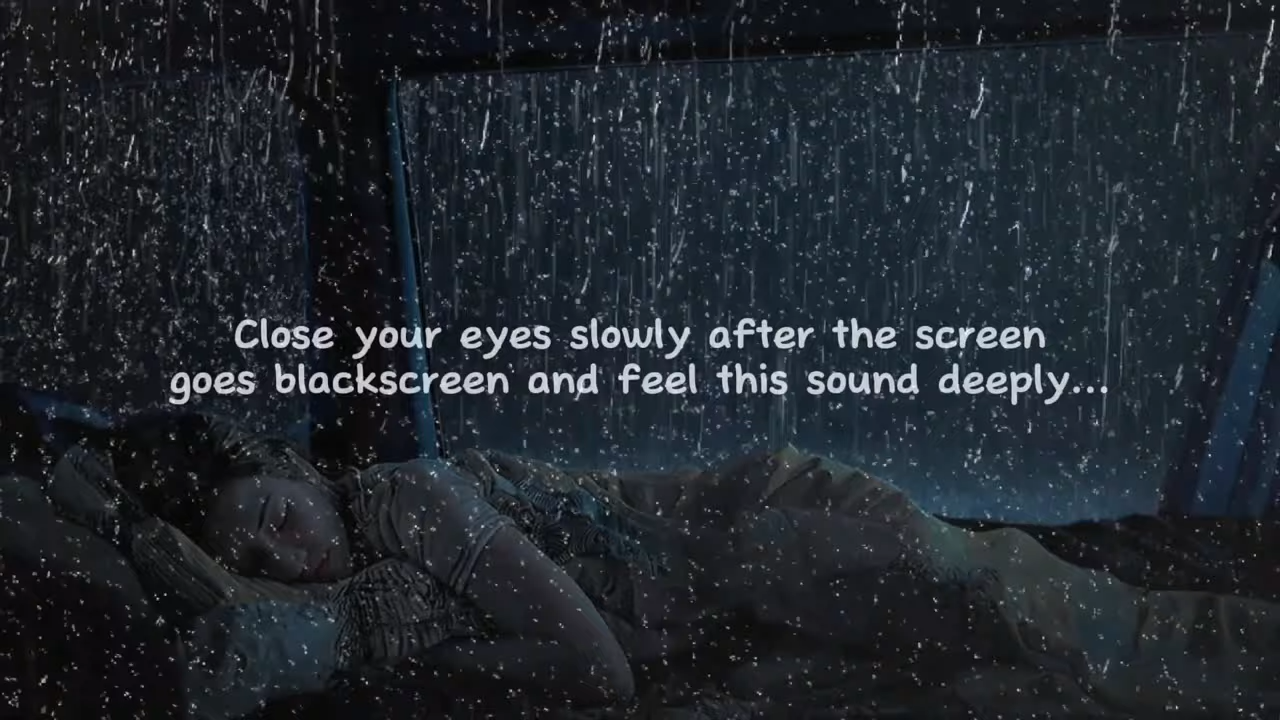 Close your eyes slowly after the screen
goes blackscreen and feel this sound deeply...